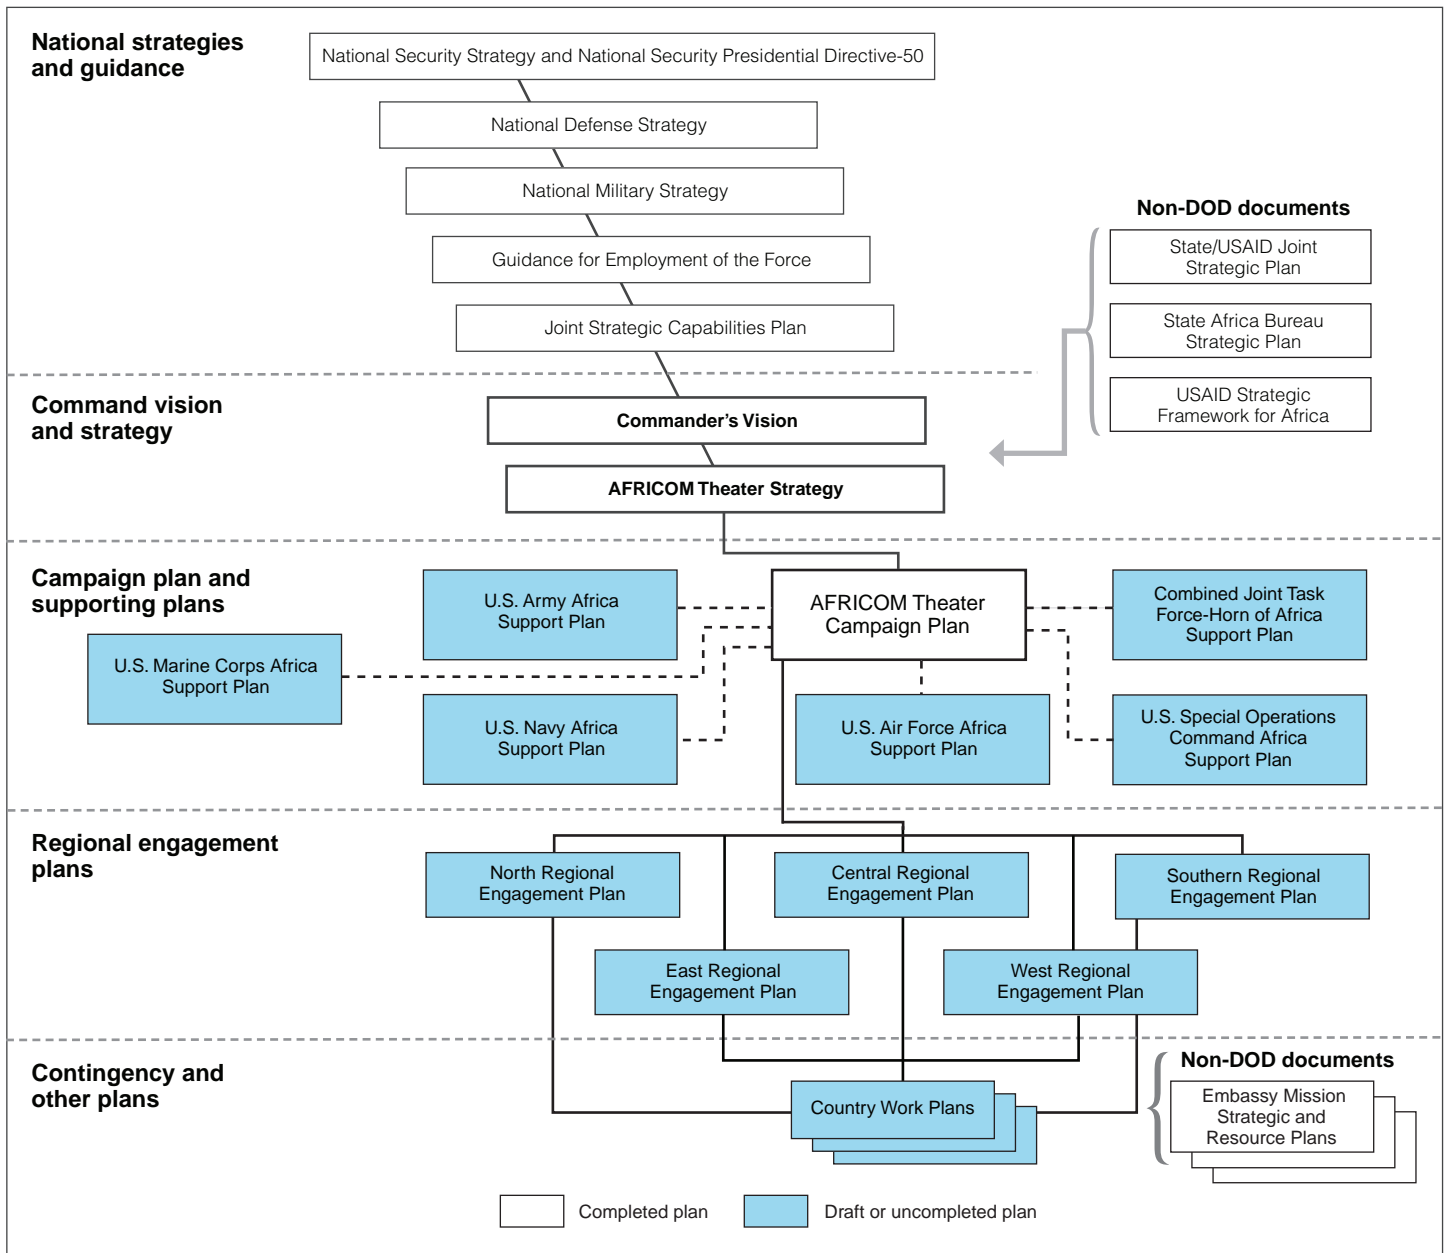 National strategies
and guidance
National Security Strategy and National Security Presidential Directive-50
National Defense Strategy
National Military Strategy
Guidance for Employment of the Force
Joint Strategic Capabilities Plan
Non-DOD documents
State/USAID Joint
Strategic Plan
State Africa Bureau
Strategic Plan
USAID Strategic
Framework for Africa
Command vision
and strategy
Commander's Vision
AFRICOM Theater Strategy
Campaign plan and
supporting plans
U.S. Army Africa
Support Plan
AFRICOM Theater
Campaign Plan
Combined Joint Task
Force-Horn of Africa
Support Plan
U.S. Marine Corps Africa
Support Plan
U.S. Navy Africa
Support Plan
U.S. Air Force Africa
Support Plan
U.S. Special Operations
Command Africa
Support Plan
Regional engagement
plans
North Regional
Engagement Plan
Central Regional
Engagement Plan
Southern Regional
Engagement Plan
East Regional
Engagement Plan
West Regional
Engagement Plan
Contingency and
other plans
Country Work Plans
Non-DOD documents
Embassy Mission
Strategic and
Resource Plans
Completed plan
Draft or uncompleted plan